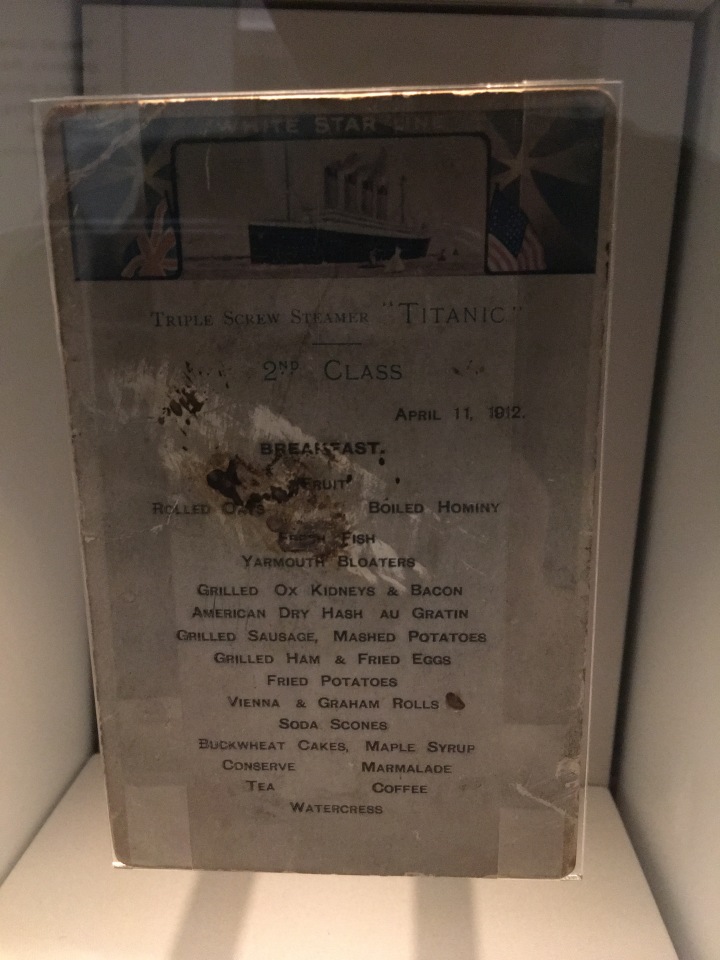 WHITE STAR LINE
TRIPLE SCREW STEAMER "TITANIC."
2ND CLASS
APRIL 11, 1912.
BREAKFAST.
FRUIT
ROLLED OATS BOILED HOMINY
FRESH FISH
YARMOUTH BLOATERS
GRILLED OX KIDNEYS & BACON
AMERICAN DRY HASH AU GRATIN
GRILLED SAUSAGE, MASHED POTATOES
GRILLED HAM & FRIED EGGS
FRIED POTATOES
VIENNA & GRAHAM ROLLS
SODA SCONES
BUCKWHEAT CAKES, MAPLE SYRUP
CONSERVE MARMALADE
TEA COFFEE
WATERCRESS